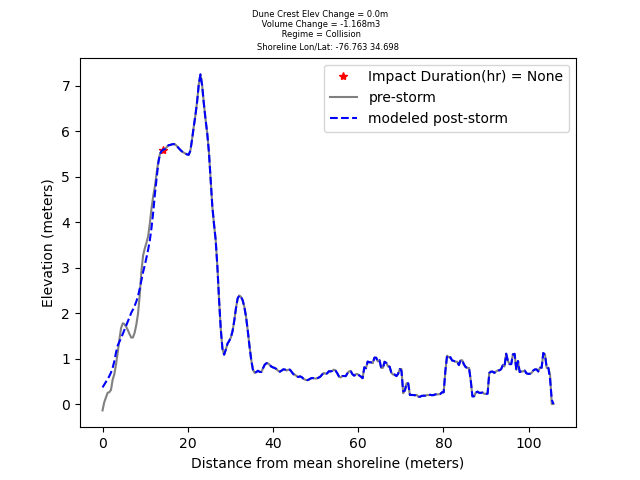 Dune Crest Elev Change = 0.0m
Volume Change = -1.168m3
Regime = Collision
Shoreline Lon/Lat: -76.763 34.698
Impact Duration(hr) = None
pre-storm
modeled post-storm
7
6
5
4
3
2
1
0
Elevation (meters)
0 20 40 60 80 100
Distance from mean shoreline (meters)